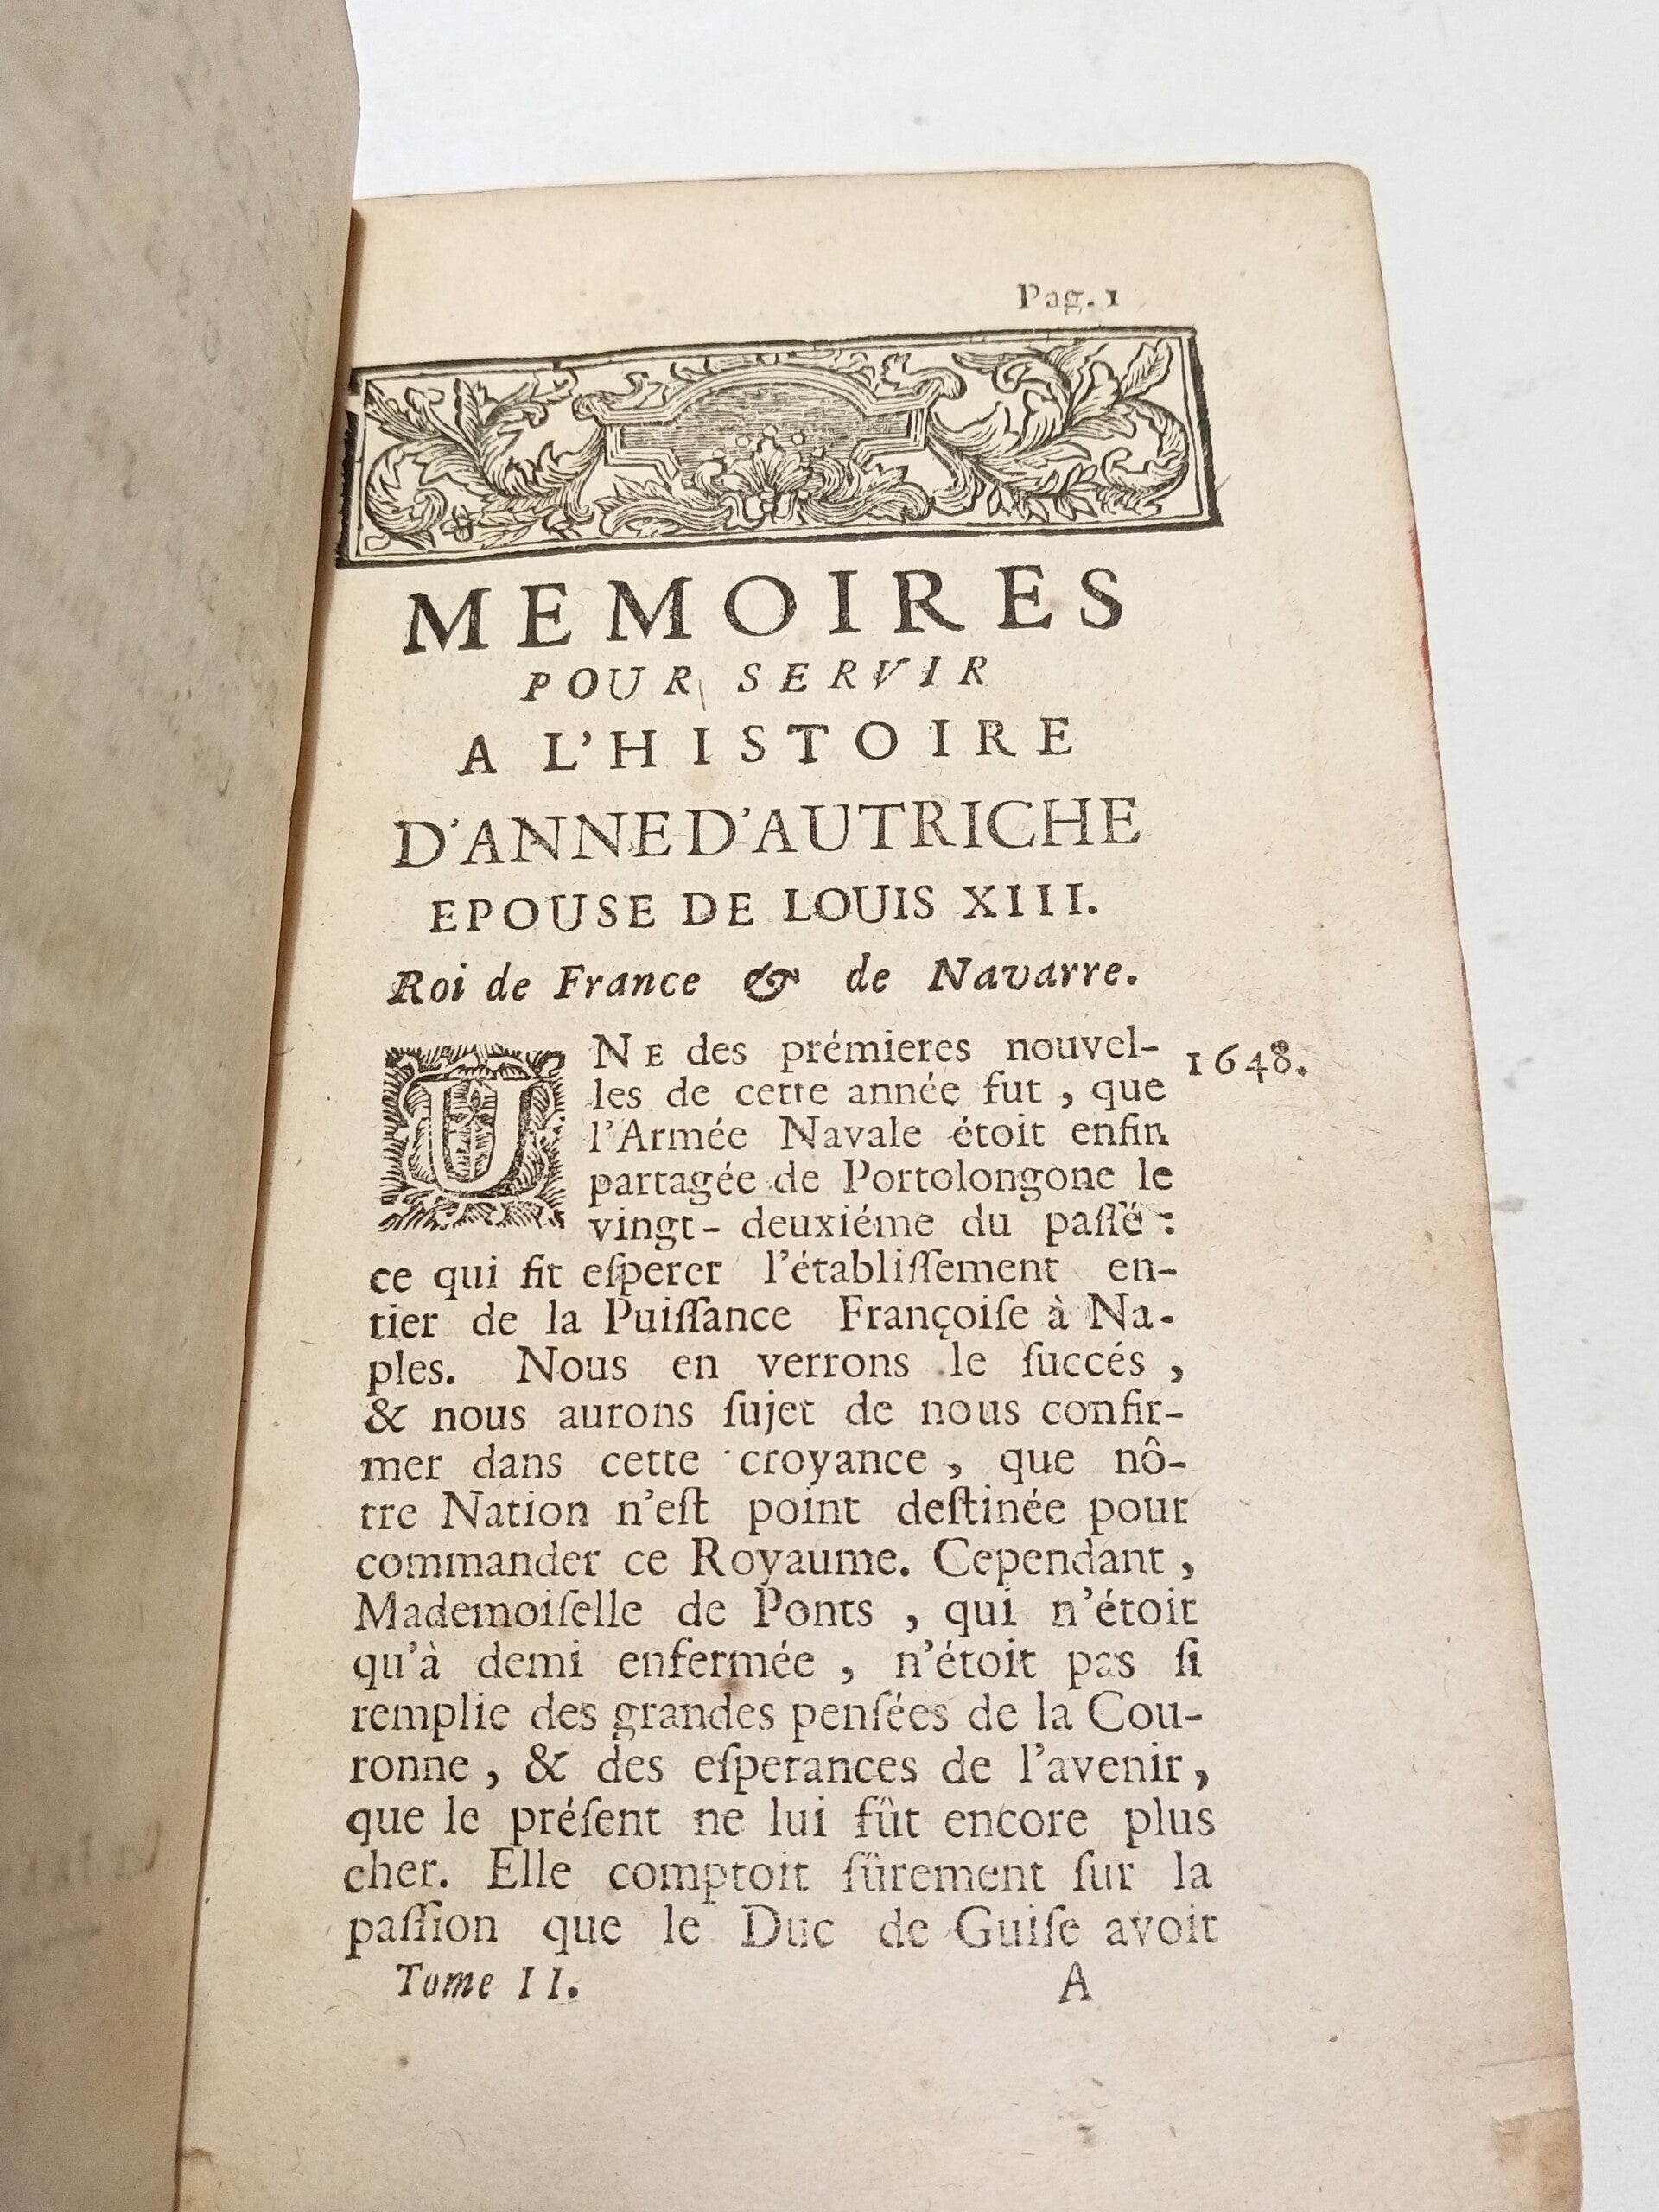 Pag. 1
MEMOIRES
POUR SERVIR
A L'HISTOIRE
D'ANNE D'AUTRICHE
EPOUSE DE LOUIS XIII.
Roi de France & de Navarre.
UNE des prémieres nouvel- 1648.
les de cette année fut, que
l'Armée Navale étoit enfin
partagée de Portolongone le
vingt-deuxiéme du paſſé :
ce qui fit eſperer l'établiſſement en-
tier de la Puiſſance Françoiſe à Na-
ples. Nous en verrons le ſuccés,
& nous aurons ſujet de nous confir-
mer dans cette croyance, que nô-
tre Nation n'eſt point deſtinée pour
commander ce Royaume. Cependant,
Mademoiſelle de Ponts, qui n'étoit
qu'à demi enfermée, n'étoit pas ſi
remplie des grandes penſées de la Cou-
ronne, & des eſperances de l'avenir,
que le préſent ne lui fût encore plus
cher. Elle comptoit ſûrement ſur la
paſſion que le Duc de Guiſe avoit
Tome II. A